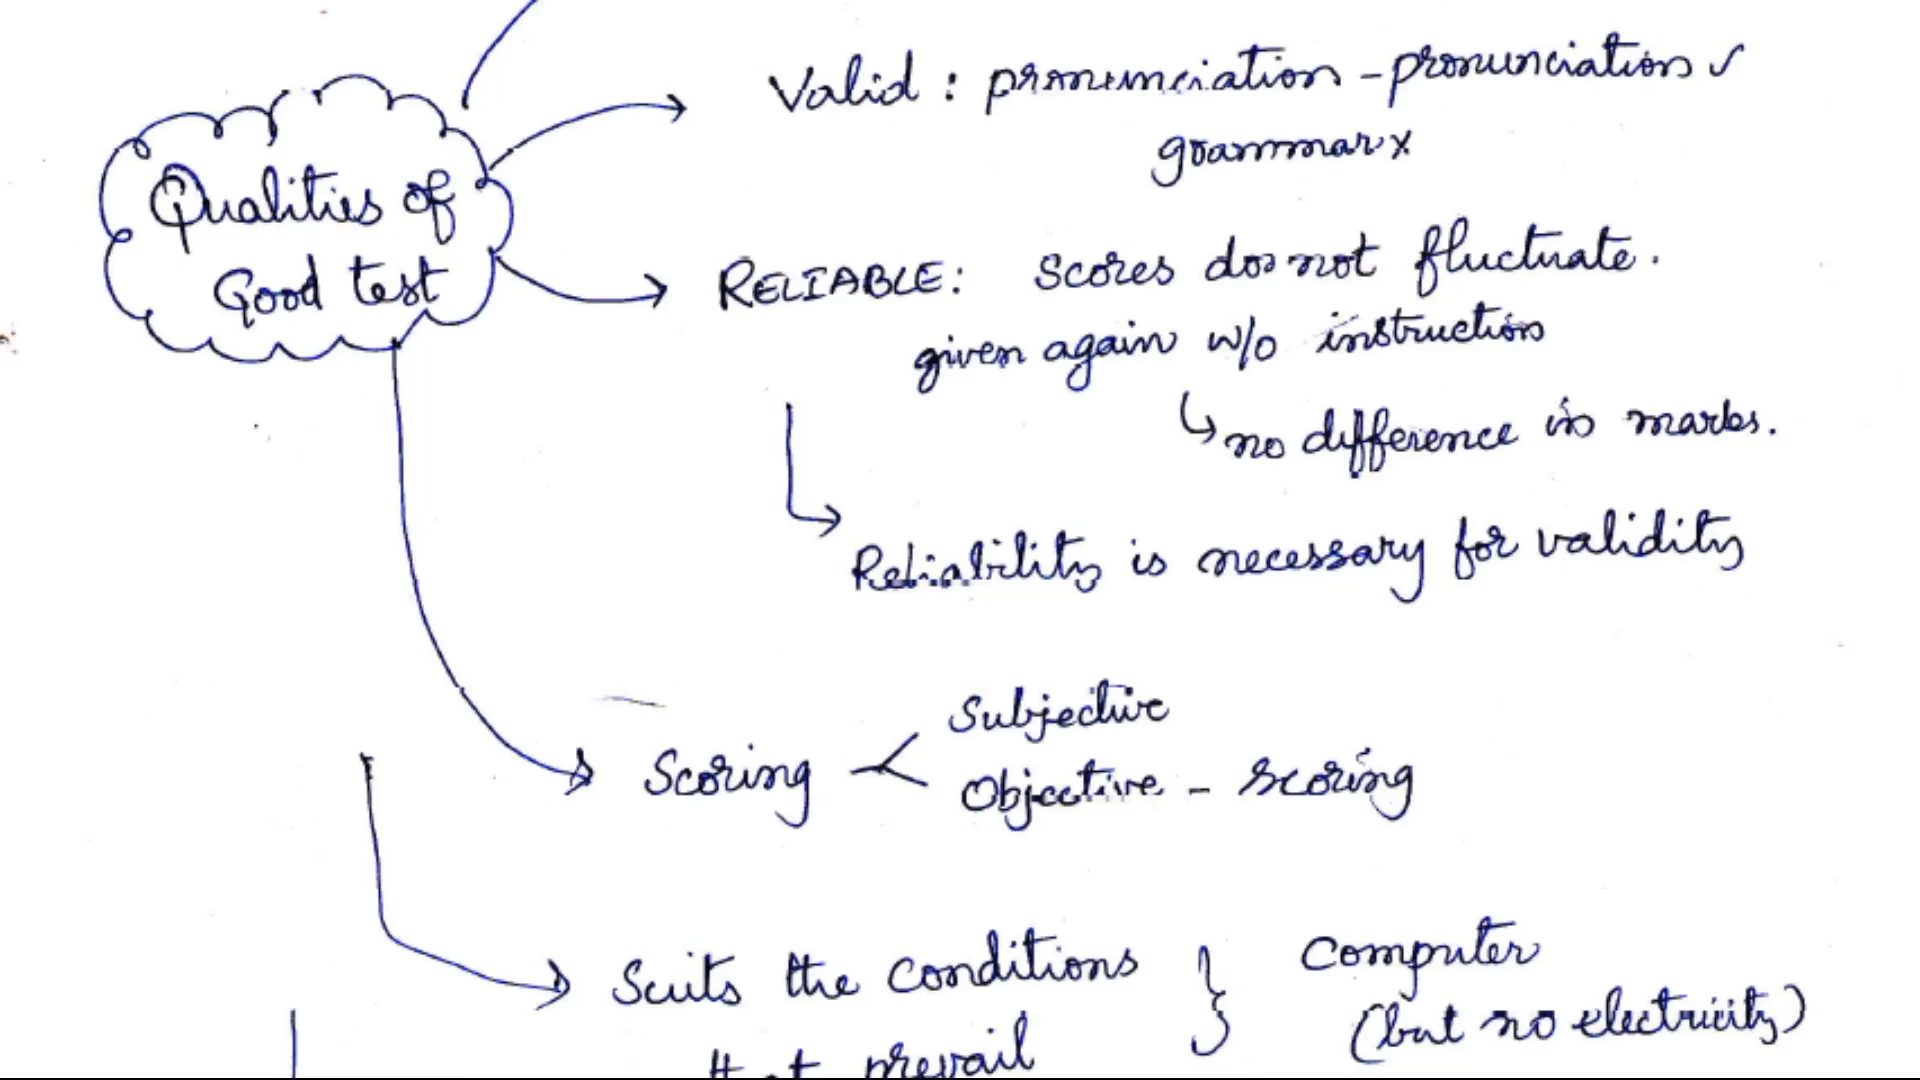 Qualities of
Good test
Valid : pronunciation - pronunciation ✓
grammar x
RELIABLE: Scores do not fluctuate.
given again w/o instruction
↳ no difference in marks.
Reliability is necessary for validity
Scoring
Subjective
Objective - scoring
Suits the conditions
that prevail
Computer
(but no electricity)